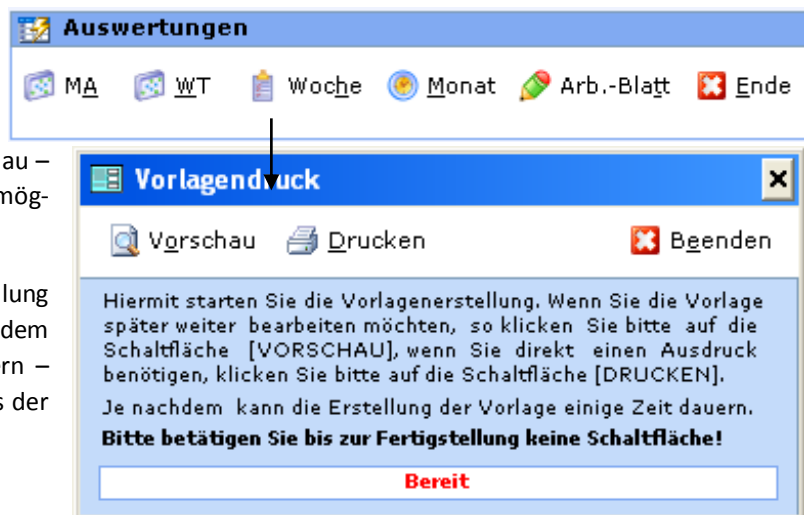 Auswertungen
MA WT Woche Monat Arb.-Blatt Ende
au –
mög-
lung
dem
rn –
s der
Vorlagendruck
Vorschau Drucken Beenden
Hiermit starten Sie die Vorlagenerstellung. Wenn Sie die Vorlage
später weiter bearbeiten möchten, so klicken Sie bitte auf die
Schaltfläche [VORSCHAU], wenn Sie direkt einen Ausdruck
benötigen, klicken Sie bitte auf die Schaltfläche [DRUCKEN].
Je nachdem kann die Erstellung der Vorlage einige Zeit dauern.
Bitte betätigen Sie bis zur Fertigstellung keine Schaltfläche!
Bereit